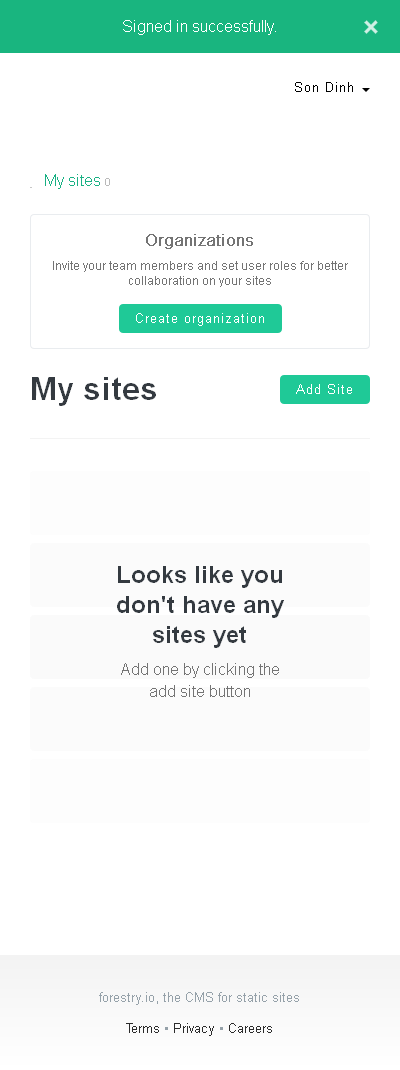 Signed in successfully.
Son Dinh
My sites 0
Organizations
Invite your team members and set user roles for better
collaboration on your sites
Create organization
My sites
Add Site
Looks like you
don't have any
sites yet
Add one by clicking the
add site button
forestry.io, the CMS for static sites
Terms • Privacy • Careers